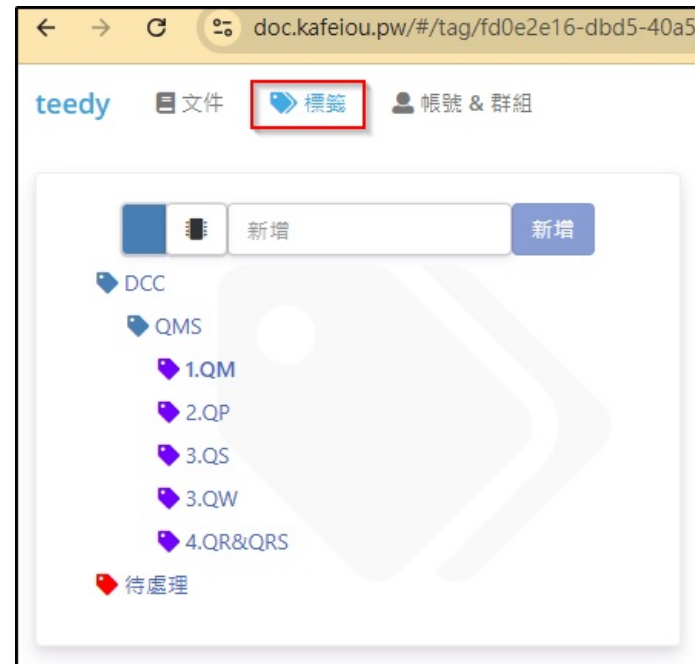 doc.kafeiou.pw/#/tag/fd0e2e16-dbd5-40a5
teedy 文件 標籤 帳號 & 群組
新增 新增
DCC
QMS
1.QM
2.QP
3.QS
3.QW
4.QR&QRS
待處理